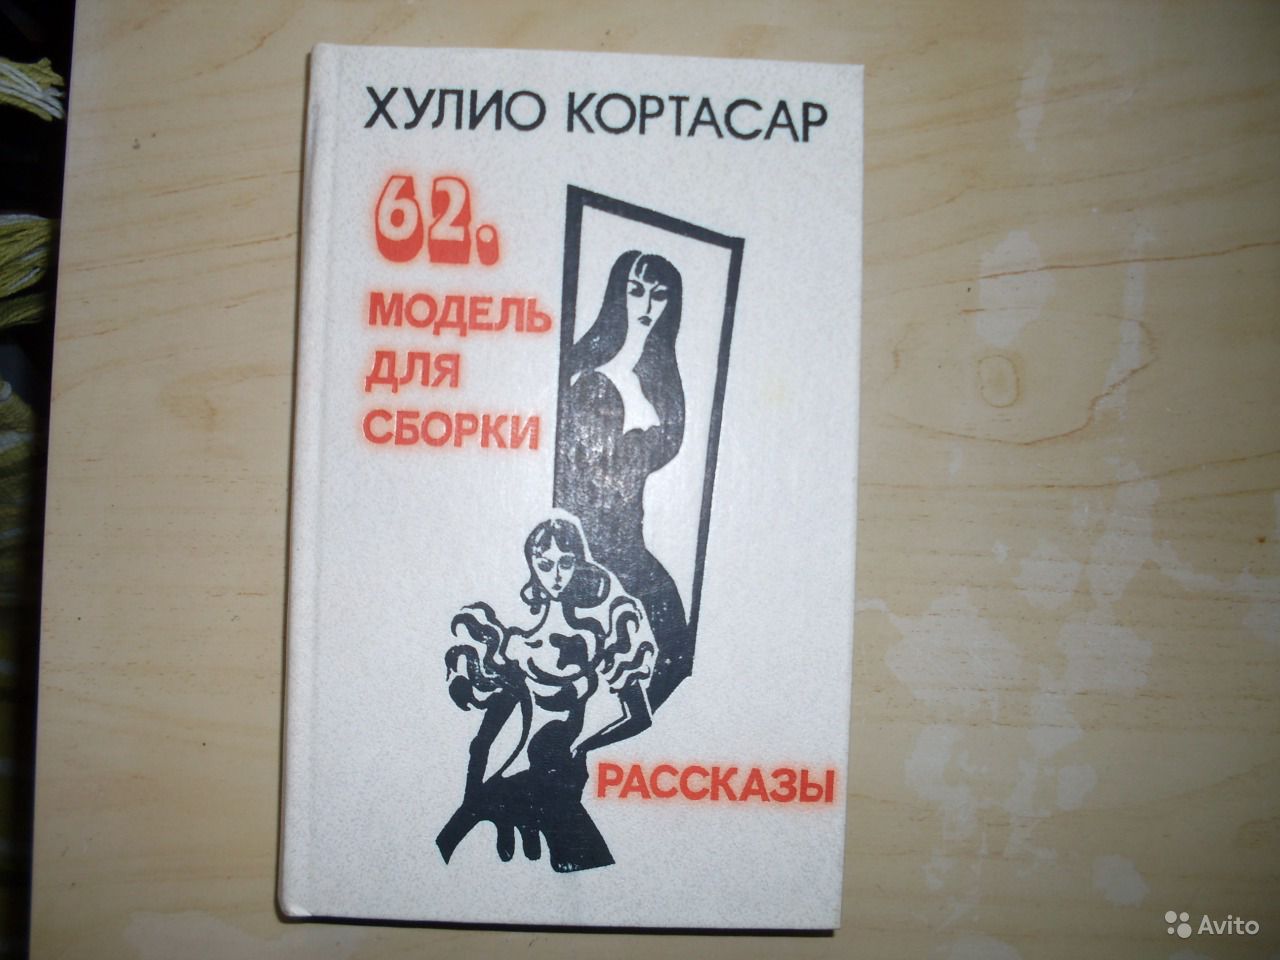 ХУЛИО КОРТАСАР
62.
МОДЕЛЬ
ДЛЯ
СБОРКИ
РАССКАЗЫ
Avito